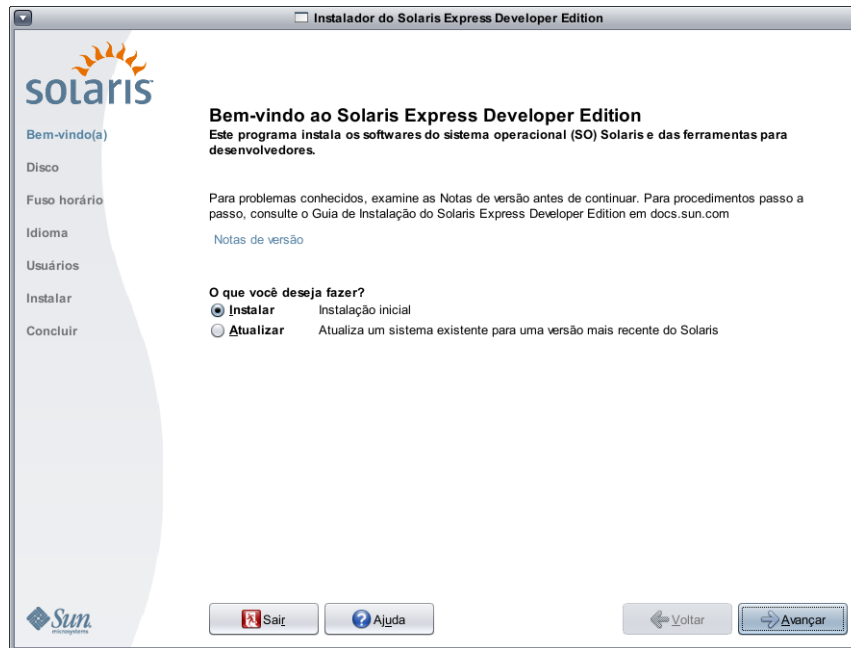 Instalador do Solaris Express Developer Edition
solaris
Bem-vindo(a)
Disco
Fuso horário
Idioma
Usuários
Instalar
Concluir
Bem-vindo ao Solaris Express Developer Edition
Este programa instala os softwares do sistema operacional (SO) Solaris e das ferramentas para
desenvolvedores.
Para problemas conhecidos, examine as Notas de versão antes de continuar. Para procedimentos passo a
passo, consulte o Guia de Instalação do Solaris Express Developer Edition em docs.sun.com
Notas de versão
O que você deseja fazer?
Instalar Instalação inicial
Atualizar Atualiza um sistema existente para uma versão mais recente do Solaris
Sun
microsystems
Sair Ajuda Voltar Avançar